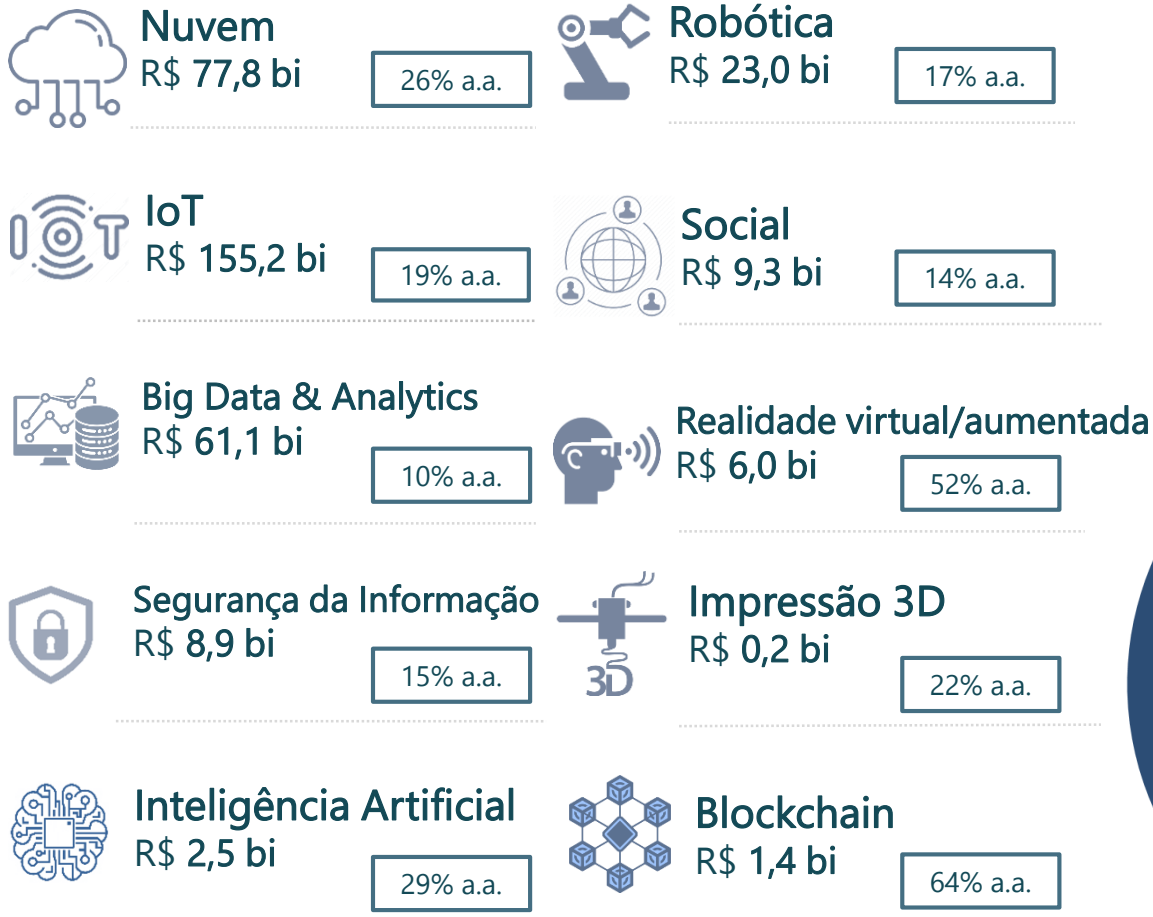 Nuvem
R$ 77,8 bi
26% a.a.
Robótica
R$ 23,0 bi
17% a.a.
IOT
IoT
R$ 155,2 bi
19% a.a.
Social
R$ 9,3 bi
14% a.a.
Big Data & Analytics
R$ 61,1 bi
10% a.a.
Realidade virtual/aumentada
R$ 6,0 bi
52% a.a.
Segurança da Informação
R$ 8,9 bi
15% a.a.
3D
Impressão 3D
R$ 0,2 bi
22% a.a.
Inteligência Artificial
R$ 2,5 bi
29% a.a.
Blockchain
R$ 1,4 bi
64% a.a.